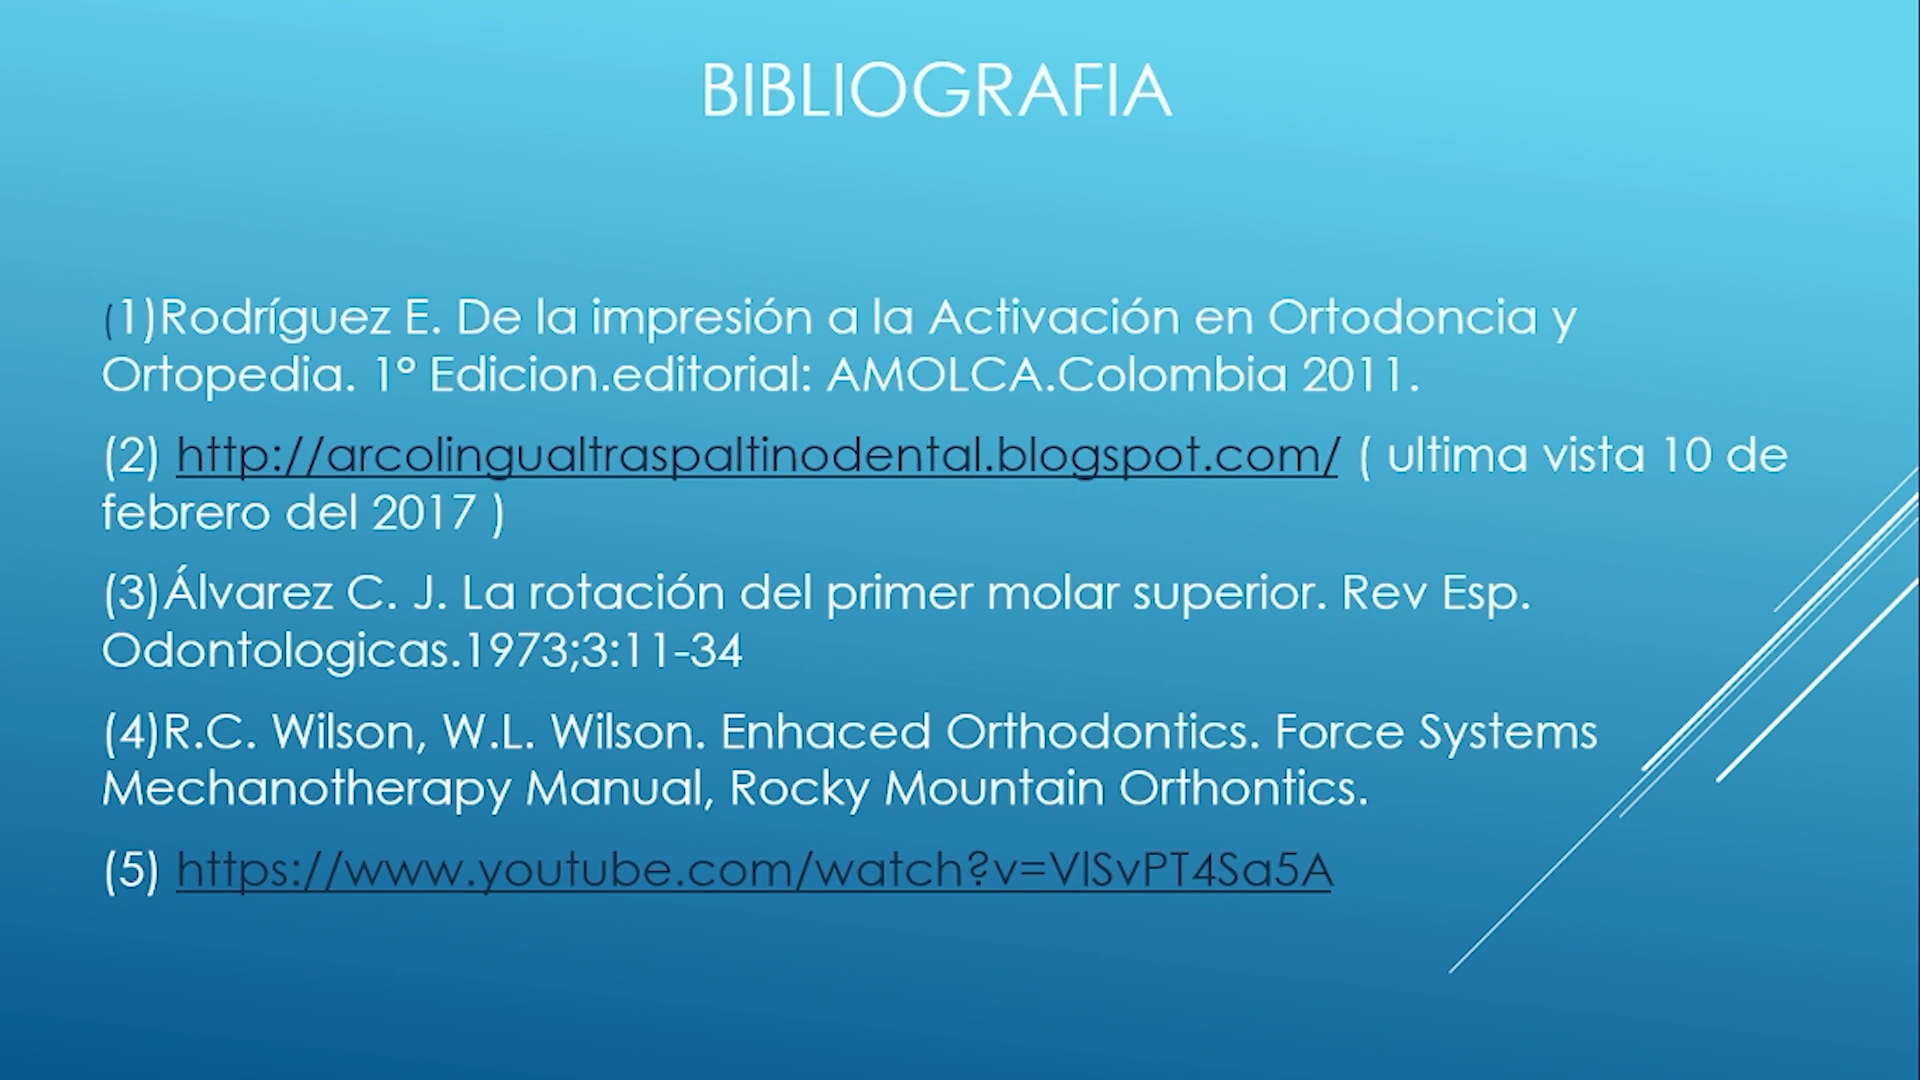 BIBLIOGRAFIA
(1)Rodríguez E. De la impresión a la Activación en Ortodoncia y
Ortopedia. 1° Edicion.editorial: AMOLCA.Colombia 2011.
(2) http://arcolingualtraspaltinodental.blogspot.com/ ( ultima vista 10 de
febrero del 2017 )
(3)Álvarez C. J. La rotación del primer molar superior. Rev Esp.
Odontologicas.1973;3:11-34
(4)R.C. Wilson, W.L. Wilson. Enhaced Orthodontics. Force Systems
Mechanotherapy Manual, Rocky Mountain Orthontics.
(5) https://www.youtube.com/watch?v=VlSvPT4Sa5A